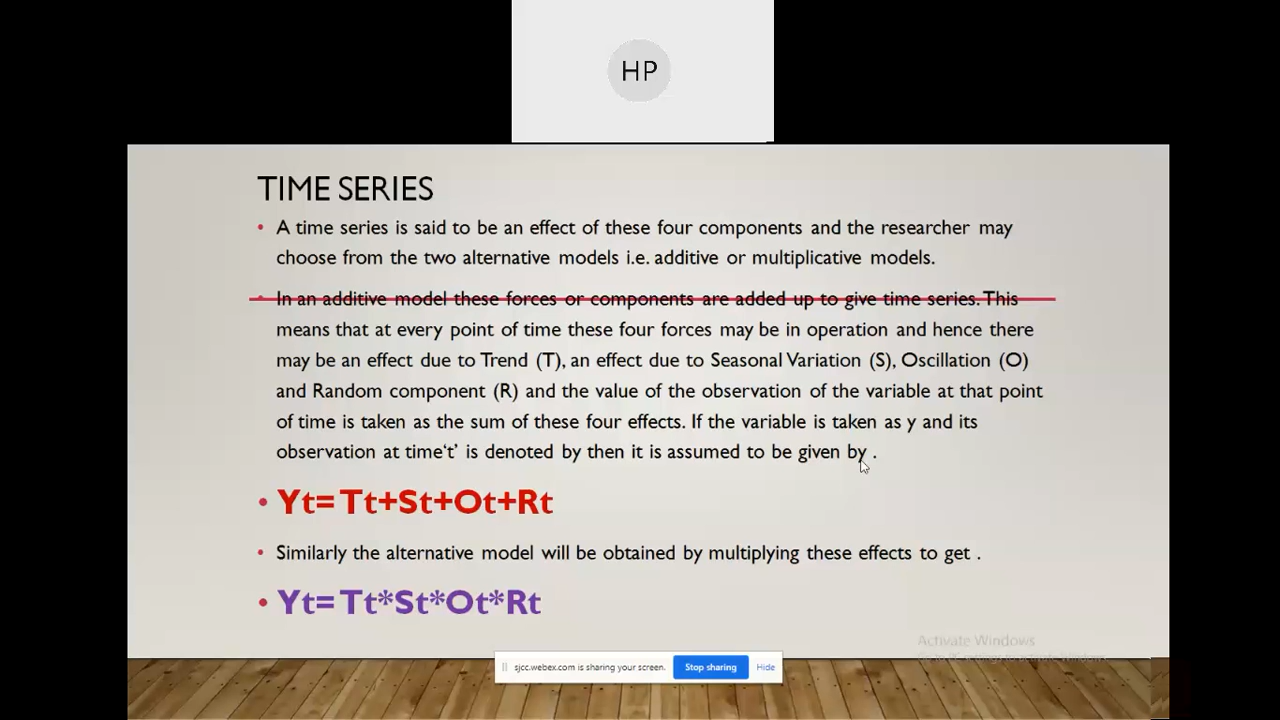 HP
TIME SERIES
• A time series is said to be an effect of these four components and the researcher may
choose from the two alternative models i.e. additive or multiplicative models.
• In an additive model these forces or components are added up to give time series. This
means that at every point of time these four forces may be in operation and hence there
may be an effect due to Trend (T), an effect due to Seasonal Variation (S), Oscillation (O)
and Random component (R) and the value of the observation of the variable at that point
of time is taken as the sum of these four effects. If the variable is taken as y and its
observation at time‘t’ is denoted by then it is assumed to be given by .
• Yt= Tt+St+Ot+Rt
• Similarly the alternative model will be obtained by multiplying these effects to get .
• Yt= Tt*St*Ot*Rt
Activate Windows
Go to PC settings to activate Windows.
sjcc.webex.com is sharing your screen. Stop sharing Hide